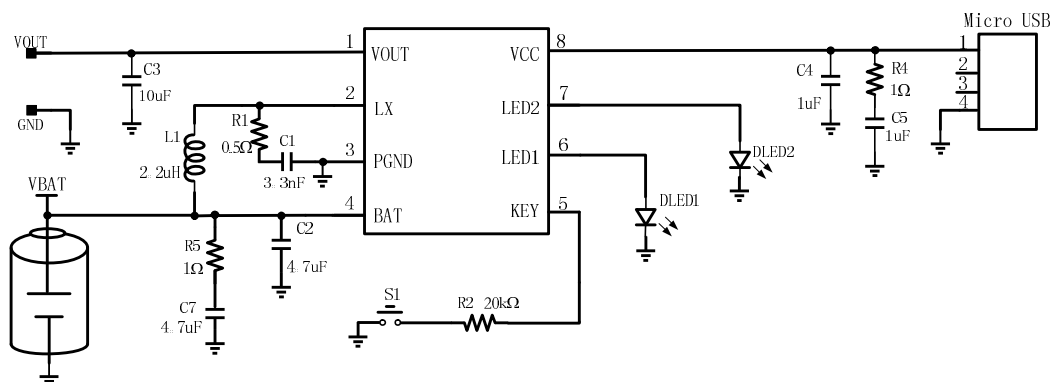 Micro USB
VOUT
1
VOUT
VCC
8
1
C3
10uF
C4
1uF
R4
1Ω
2
3
4
2
LX
LED2
7
GND
R1
0.5Ω
C1
C5
1uF
L1
2.2uH
3
PGND
LED1
6
DLED2
3.3nF
VBAT
4
BAT
KEY
5
DLED1
R5
1Ω
C2
4.7uF
C7
4.7uF
S1
R2 20kΩ